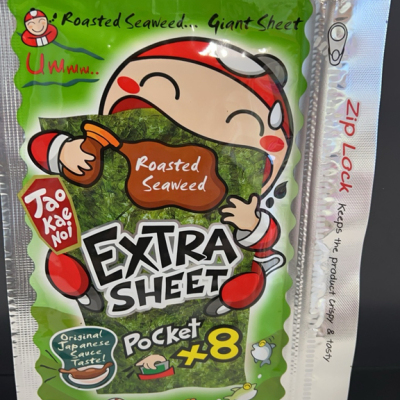 Roasted Seaweed... Giant Sheet
Ummm..
Roasted
Seaweed
Tao
Kae
Noi
EXTRA
SHEET
Pocket x8
Original
Japanese
Sauce
Taste!
Zip Lock
Keeps the product crispy & tasty